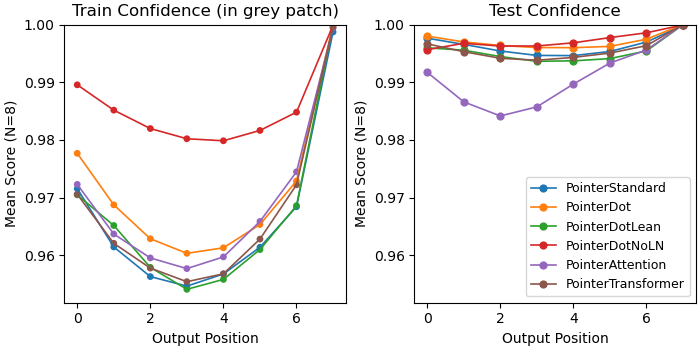 Train Confidence (in grey patch)
Mean Score (N=8)
1.00
0.99
0.98
0.97
0.96
0
2
4
6
Output Position
Test Confidence
Mean Score (N=8)
1.00
0.99
0.98
0.97
0.96
0
2
4
6
Output Position
PointerStandard
PointerDot
PointerDotLean
PointerDotNoLN
PointerAttention
PointerTransformer